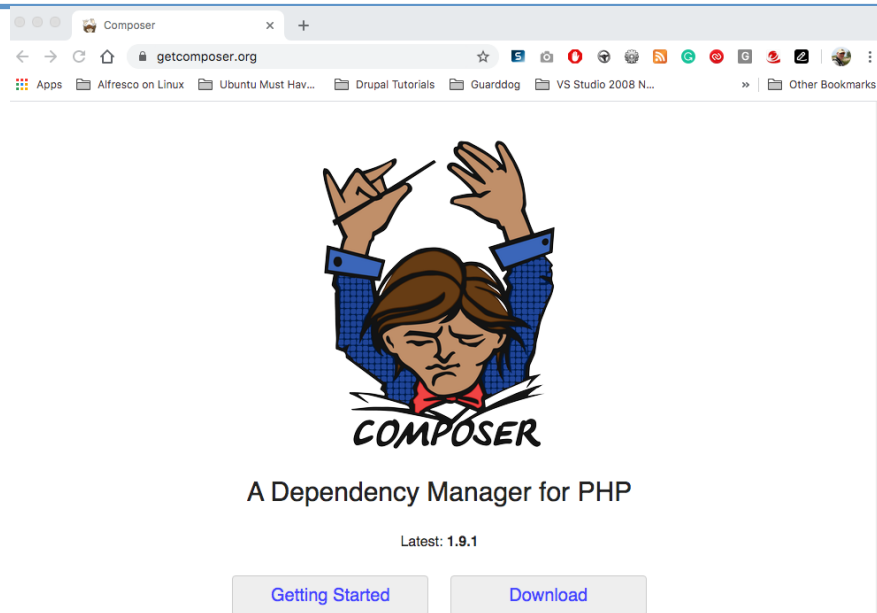 Composer
getcomposer.org
Apps Alfresco on Linux Ubuntu Must Hav... Drupal Tutorials Guarddog VS Studio 2008 N... » Other Bookmarks
COMPOSER
A Dependency Manager for PHP
Latest: 1.9.1
Getting Started Download